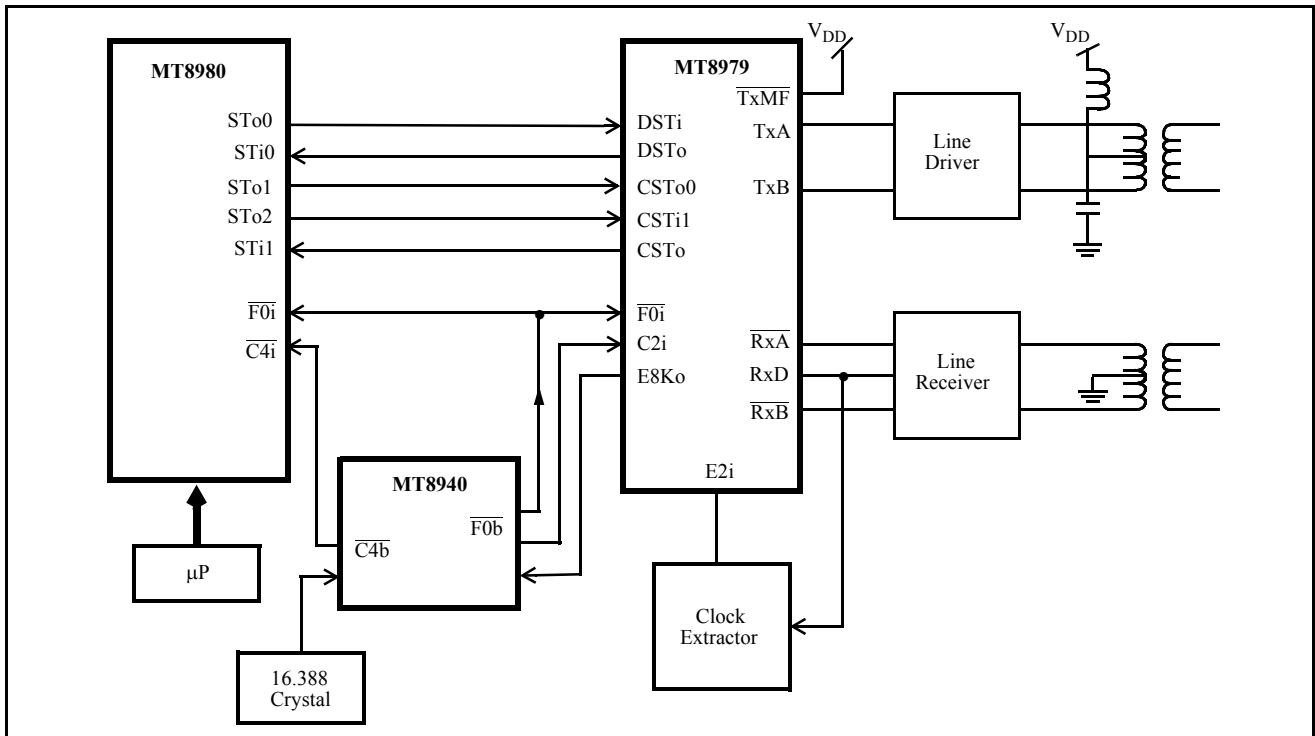 MT8980
STo0
STi0
STo1
STo2
STi1
F0i
C4i
μP
MT8940
F0b
C4b
16.388
Crystal
MT8979
DSTi
DSTo
CSTo0
CSTi1
CSTo
F0i
C2i
E8Ko
E2i
TxMF
TxA
TxB
RxA
RxD
RxB
VDD
Line
Driver
VDD
Line
Receiver
Clock
Extractor